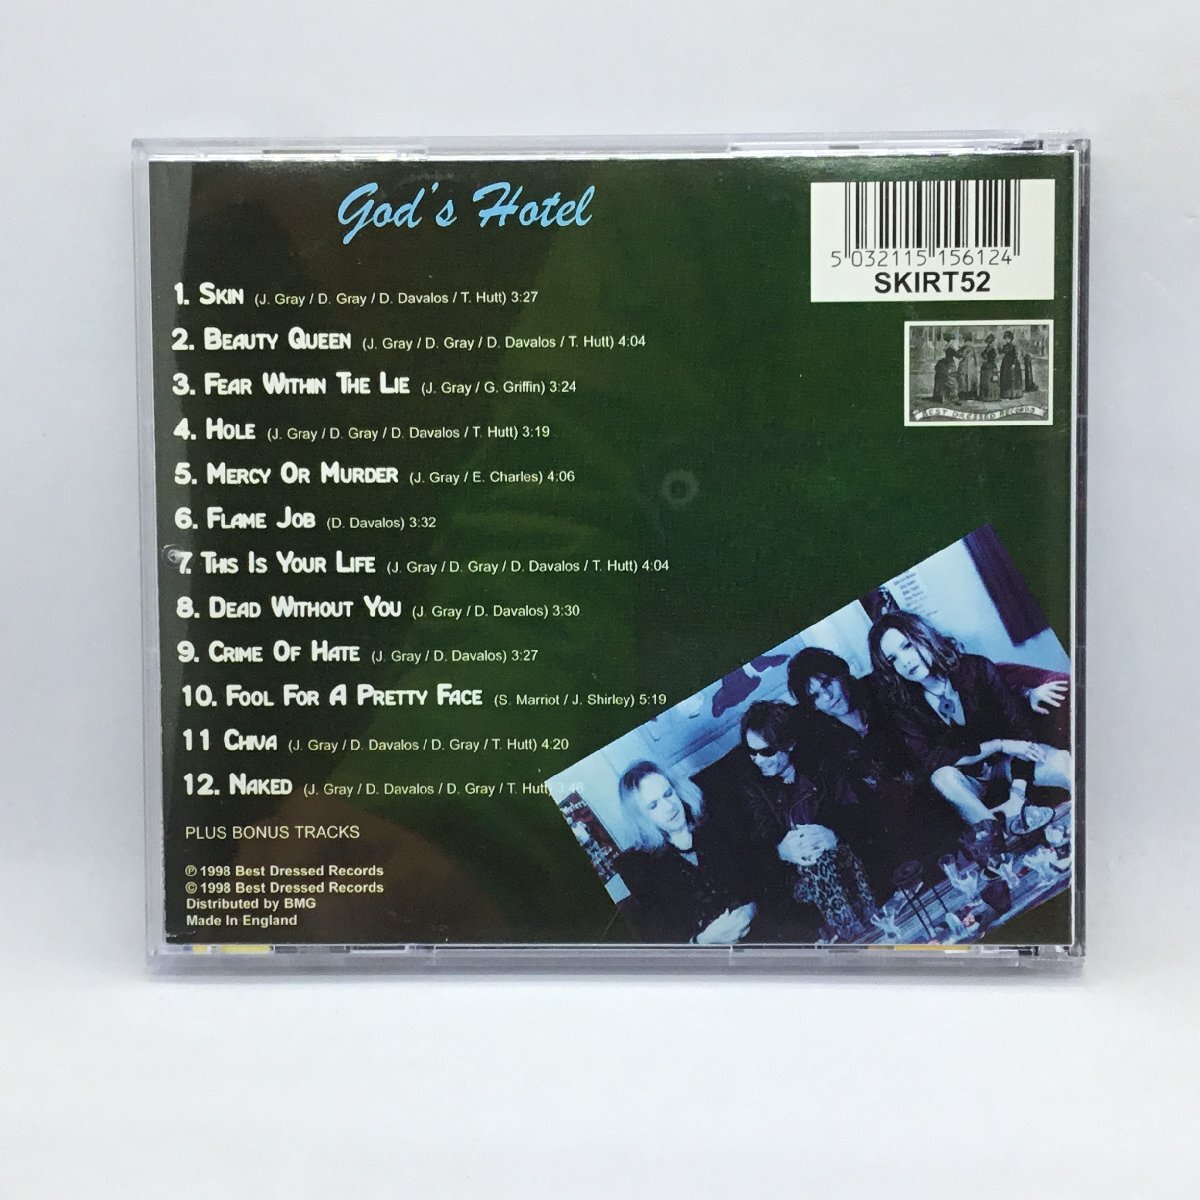 God's Hotel
5 032115 156124
SKIRT52
BEST DRESSED RECORDS
1. SKIN (J. Gray / D. Gray / D. Davalos / T. Hutt) 3:27
2. BEAUTY QUEEN (J. Gray / D. Gray / D. Davalos / T. Hutt) 4:04
3. FEAR WITHIN THE LIE (J. Gray / G. Griffin) 3:24
4. HOLE (J. Gray / D. Gray / D. Davalos / T. Hutt) 3:19
5. MERCY OR MURDER (J. Gray / E. Charles) 4:06
6. FLAME JOB (D. Davalos) 3:32
7. THIS IS YOUR LIFE (J. Gray / D. Gray / D. Davalos / T. Hutt) 4:04
8. DEAD WITHOUT YOU (J. Gray / D. Davalos) 3:30
9. CRIME OF HATE (J. Gray / D. Davalos) 3:27
10. FOOL FOR A PRETTY FACE (S. Marriot / J. Shirley) 5:19
11 CHIVA (J. Gray / D. Davalos / D. Gray / T. Hutt) 4:20
12. NAKED (J. Gray / D. Davalos / D. Gray / T. Hutt)
PLUS BONUS TRACKS
℗ 1998 Best Dressed Records
© 1998 Best Dressed Records
Distributed by BMG
Made In England